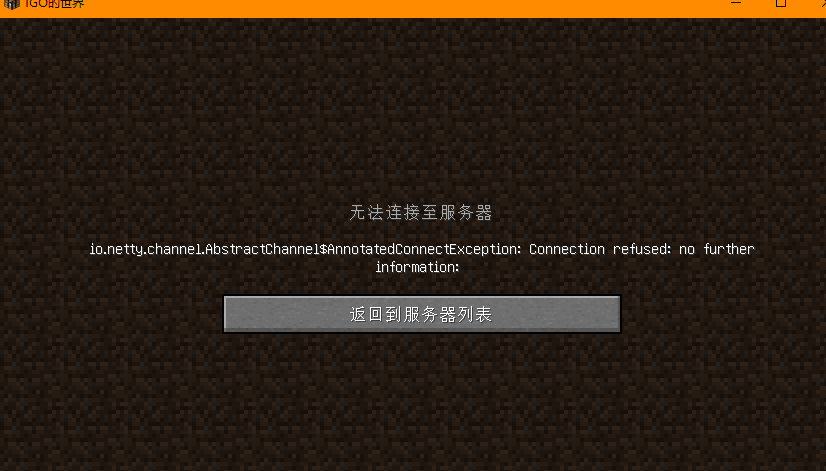 IGO的世界
无法连接至服务器
io.netty.channel.AbstractChannel$AnnotatedConnectException: Connection refused: no further
information:
返回到服务器列表